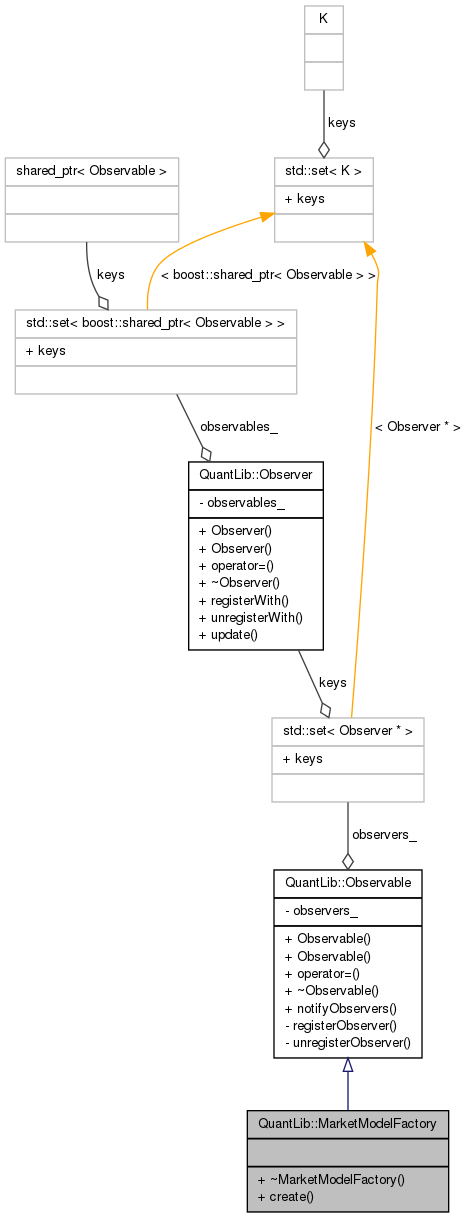 K
keys
shared_ptr< Observable >
std::set< K >
+ keys
keys
< boost::shared_ptr< Observable > >
std::set< boost::shared_ptr< Observable > >
+ keys
observables_
< Observer * >
QuantLib::Observer
- observables_
+ Observer()
+ Observer()
+ operator=()
+ ~Observer()
+ registerWith()
+ unregisterWith()
+ update()
keys
std::set< Observer * >
+ keys
observers_
QuantLib::Observable
- observers_
+ Observable()
+ Observable()
+ operator=()
+ ~Observable()
+ notifyObservers()
- registerObserver()
- unregisterObserver()
QuantLib::MarketModelFactory
+ ~MarketModelFactory()
+ create()